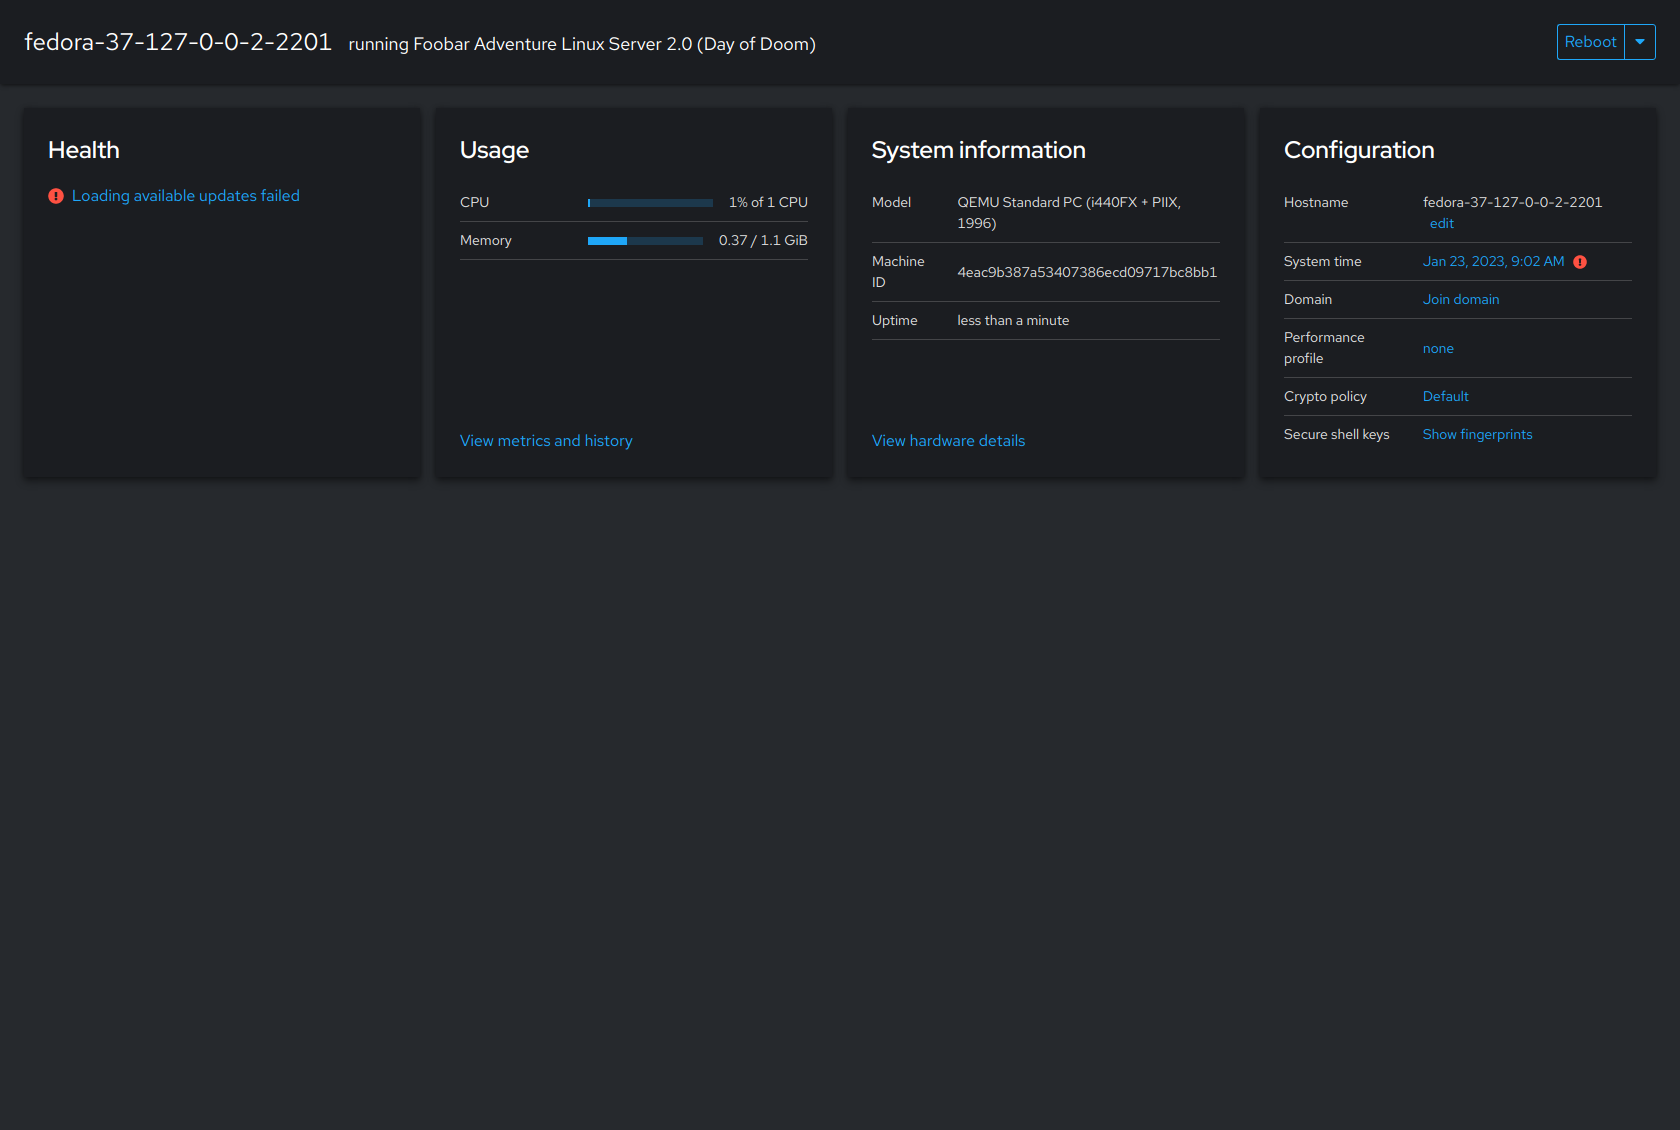 fedora-37-127-0-0-2-2201 running Foobar Adventure Linux Server 2.0 (Day of Doom)
Reboot
Health
Loading available updates failed
Usage
CPU 1% of 1 CPU
Memory 0.37 / 1.1 GiB
View metrics and history
System information
Model QEMU Standard PC (i440FX + PIIX,
1996)
Machine
ID 4eac9b387a53407386ecd09717bc8bb1
Uptime less than a minute
View hardware details
Configuration
Hostname fedora-37-127-0-0-2-2201
edit
System time Jan 23, 2023, 9:02 AM
Domain Join domain
Performance
profile none
Crypto policy Default
Secure shell keys Show fingerprints